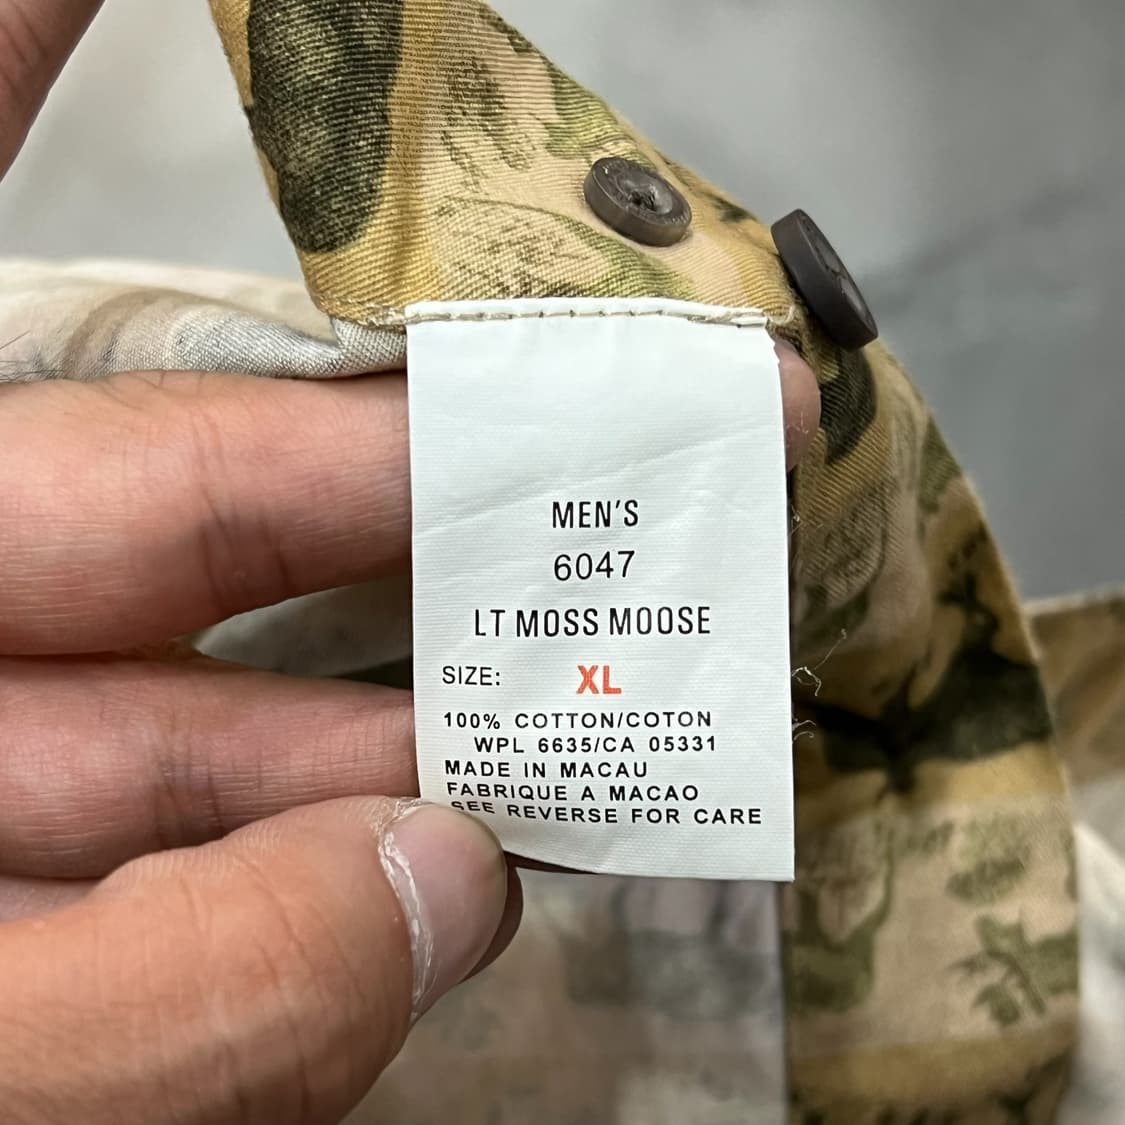 MEN'S
6047
LT MOSS MOOSE
SIZE: XL
100% COTTON/COTON
WPL 6635/CA 05331
MADE IN MACAU
FABRIQUE A MACAO
SEE REVERSE FOR CARE